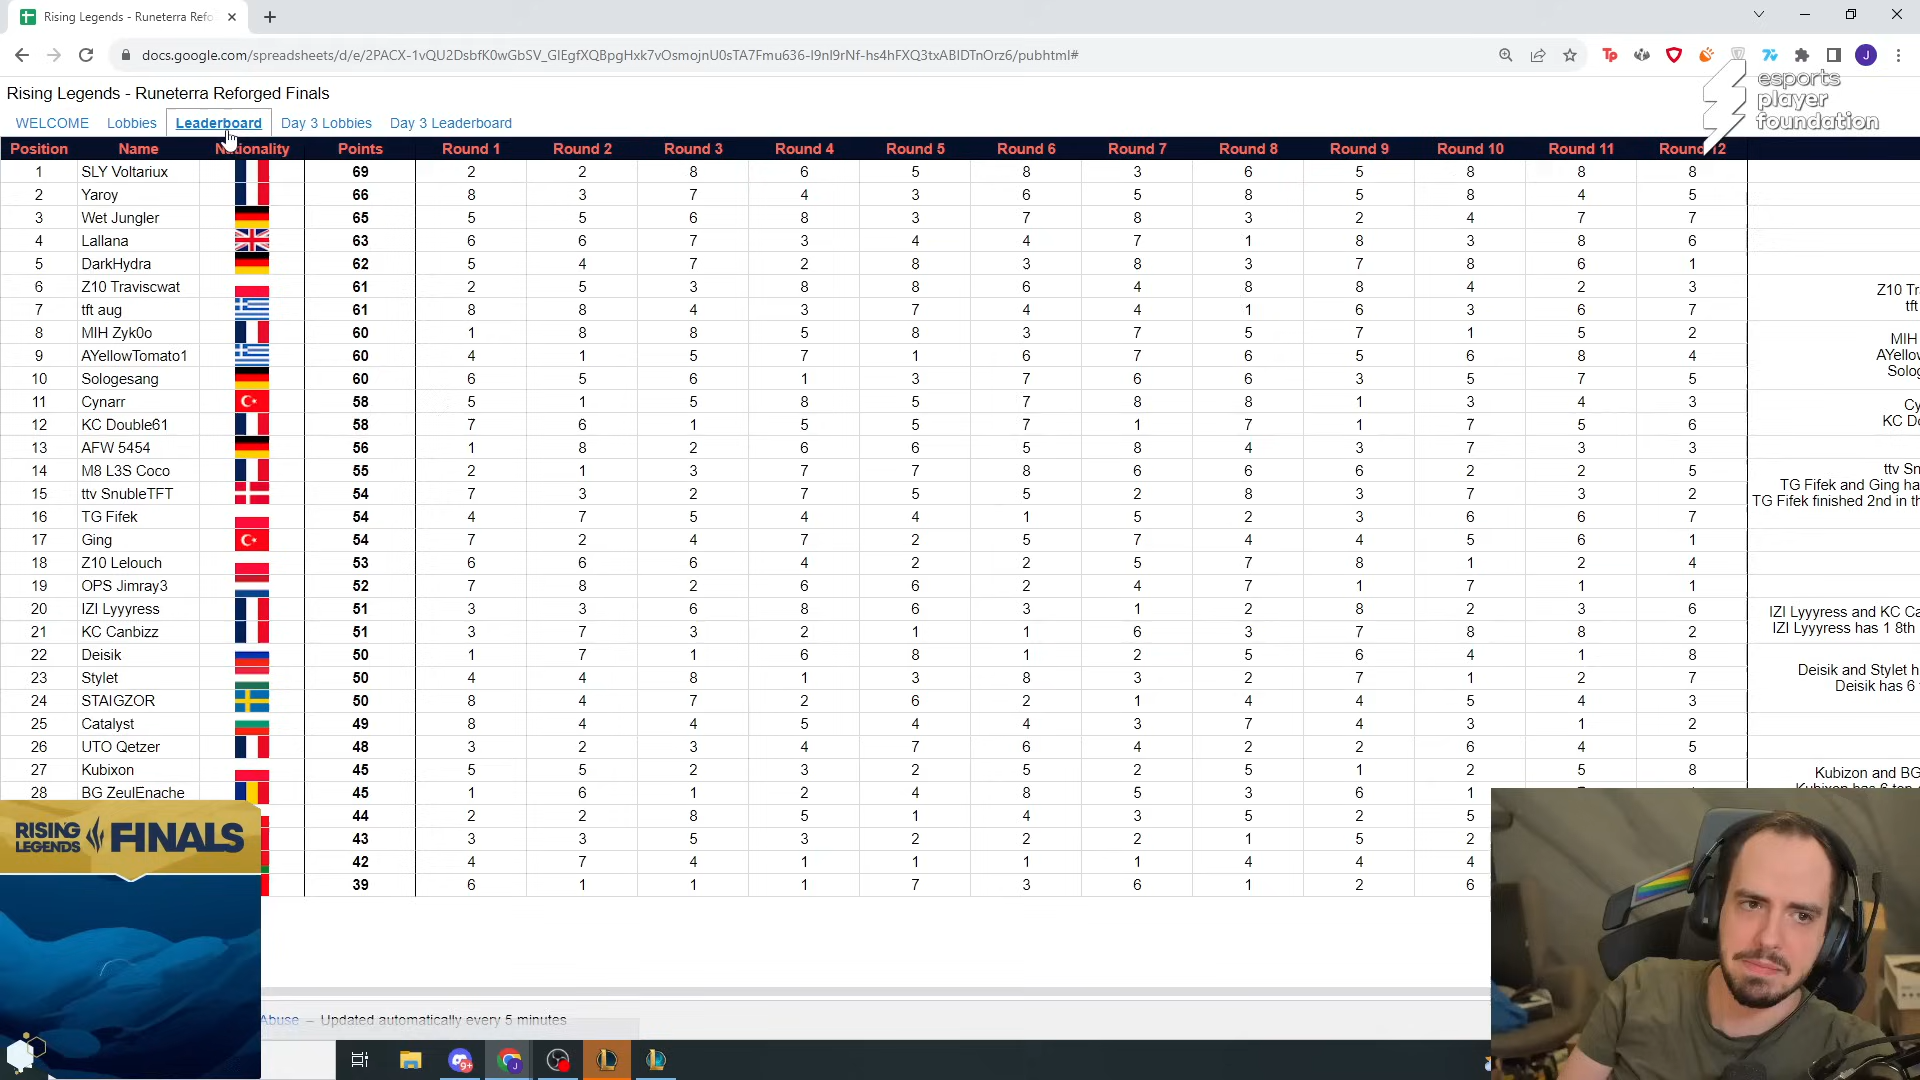 Rising Legends - Runeterra Refo
docs.google.com/spreadsheets/d/e/2PACX-1vQU2DsbfK0wGbSV_GlEgfXQBpgHxk7vOsmojnU0sTA7Fmu636-I9nl9rNf-hs4hFXQ3txABIDTnOrz6/pubhtml#
Tp
J
Rising Legends - Runeterra Reforged Finals
esports
player
foundation
WELCOME Lobbies Leaderboard Day 3 Lobbies Day 3 Leaderboard
Position Name Nationality Points Round 1 Round 2 Round 3 Round 4 Round 5 Round 6 Round 7 Round 8 Round 9 Round 10 Round 11 Round 12
1 SLY Voltariux 69 2 2 8 6 5 8 3 6 5 8 8 8
2 Yaroy 66 8 3 7 4 3 6 5 8 5 8 4 5
3 Wet Jungler 65 5 5 6 8 3 7 8 3 2 4 7 7
4 Lallana 63 6 6 7 3 4 4 7 1 8 3 8 6
5 DarkHydra 62 5 4 7 2 8 3 8 3 7 8 6 1
6 Z10 Traviscwat 61 2 5 3 8 8 6 4 8 8 4 2 3 Z10 Tr
7 tft aug 61 8 8 4 3 7 4 4 1 6 3 6 7 tft
8 MIH Zyk0o 60 1 8 8 5 8 3 7 5 7 1 5 2 MIH
9 AYellowTomato1 60 4 1 5 7 1 6 7 6 5 6 8 4 AYellov
10 Sologesang 60 6 5 6 1 3 7 6 6 3 5 7 5 Solog
11 Cynarr 58 5 1 5 8 5 7 8 8 1 3 4 3 Cy
12 KC Double61 58 7 6 1 5 5 7 1 7 1 7 5 6 KC Do
13 AFW 5454 56 1 8 2 6 6 5 8 4 3 7 3 3
14 M8 L3S Coco 55 2 1 3 7 7 8 6 6 6 2 2 5 ttv Sn
15 ttv SnubleTFT 54 7 3 2 7 5 5 2 8 3 7 3 2 TG Fifek and Ging ha
TG Fifek finished 2nd in th
16 TG Fifek 54 4 7 5 4 4 1 5 2 3 6 6 7
17 Ging 54 7 2 4 7 2 5 7 4 4 5 6 1
18 Z10 Lelouch 53 6 6 6 4 2 2 5 7 8 1 2 4
19 OPS Jimray3 52 7 8 2 6 6 2 4 7 1 7 1 1
20 IZI Lyyyress 51 3 3 6 8 6 3 1 2 8 2 3 6 IZI Lyyyress and KC Ca
21 KC Canbizz 51 3 7 3 2 1 1 6 3 7 8 8 2 IZI Lyyyress has 1 8th
22 Deisik 50 1 7 1 6 8 1 2 5 6 4 1 8
23 Stylet 50 4 4 8 1 3 8 3 2 7 1 2 7 Deisik and Stylet h
Deisik has 6
24 STAIGZOR 50 8 4 7 2 6 2 1 4 4 5 4 3
25 Catalyst 49 8 4 4 5 4 4 3 7 4 3 1 2
26 UTO Qetzer 48 3 2 3 4 7 6 4 2 2 6 4 5
27 Kubixon 45 5 5 2 3 2 5 2 5 1 2 5 8 Kubizon and BG
28 BG ZeulEnache 45 1 6 1 2 4 8 5 3 6 1
44 2 2 8 5 1 4 3 5 2 5
43 3 3 5 3 2 2 2 1 5 2
42 4 7 4 1 1 1 1 4 4 4
39 6 1 1 1 7 3 6 1 2 6
RISING
LEGENDS FINALS
Abuse – Updated automatically every 5 minutes
9+
J